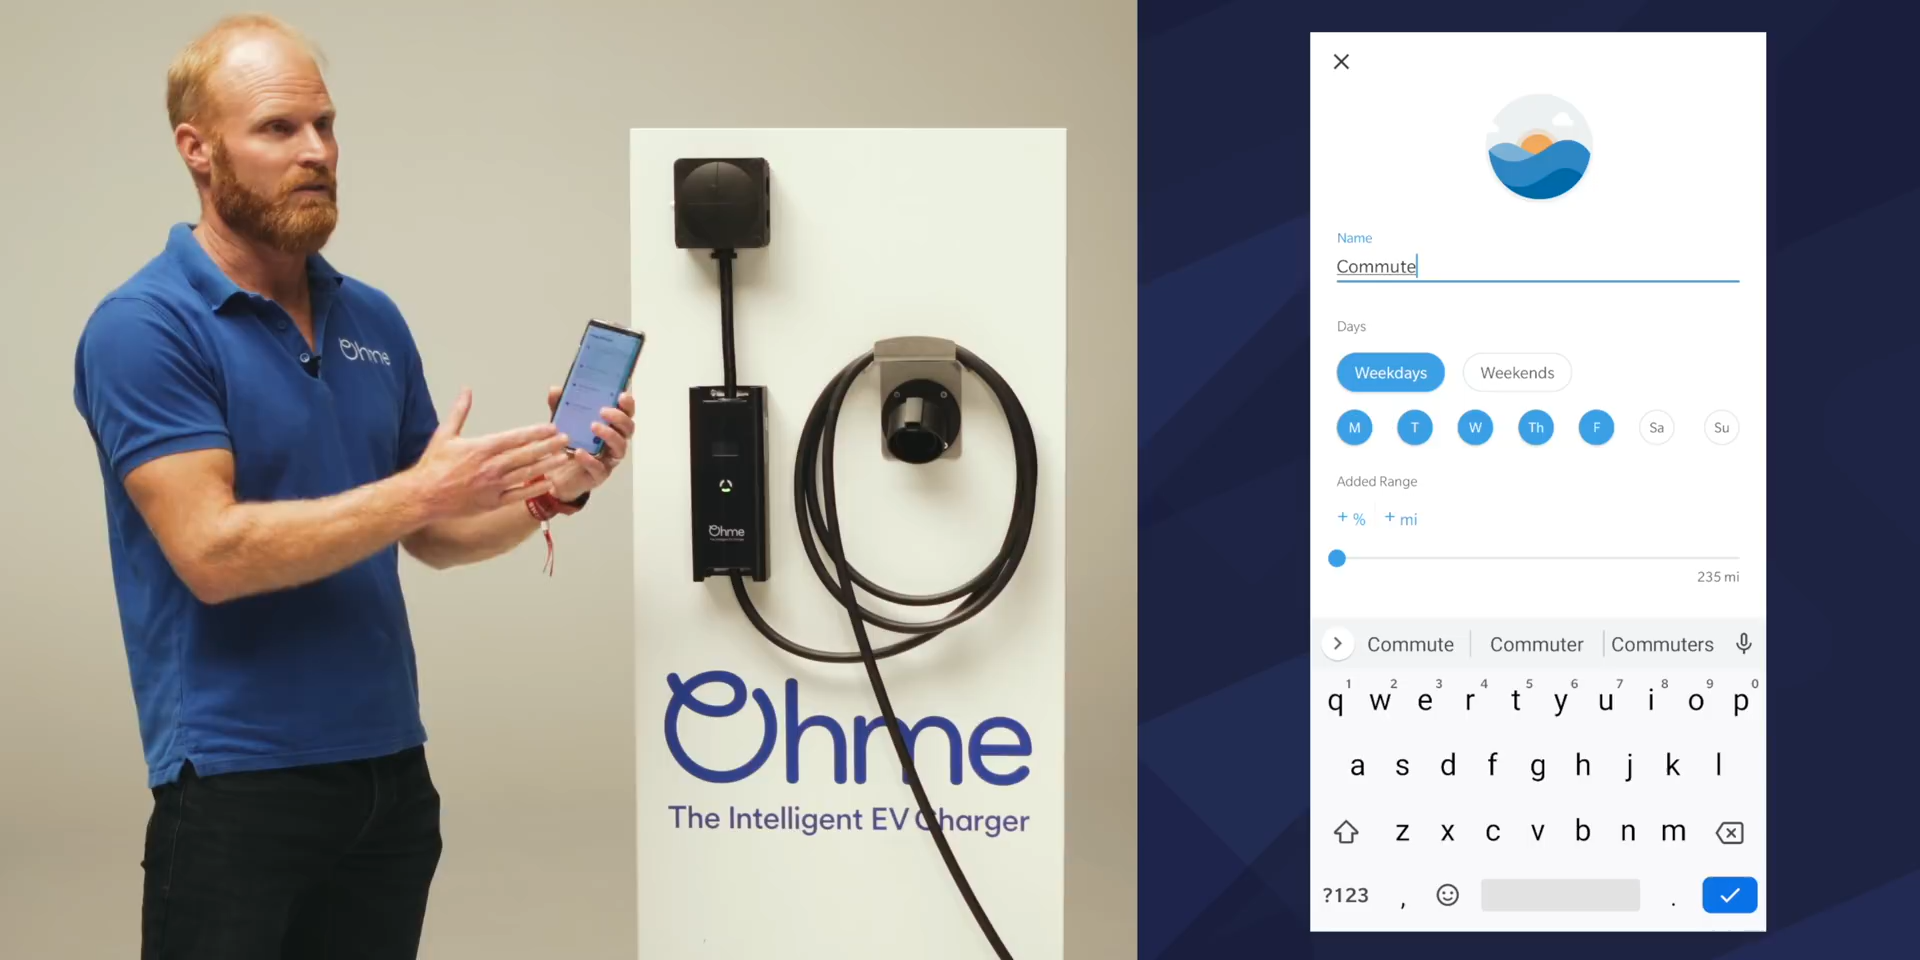 Ohme
Ohme
Ohme
The Intelligent EV Charger
Name
Commute
Days
Weekdays Weekends
M T W Th F Sa Su
Added Range
+ % + mi
235 mi
Commute Commuter Commuters
1 2 3 4 5 6 7 8 9 0
q w e r t y u i o p
a s d f g h j k l
z x c v b n m
?123 , .